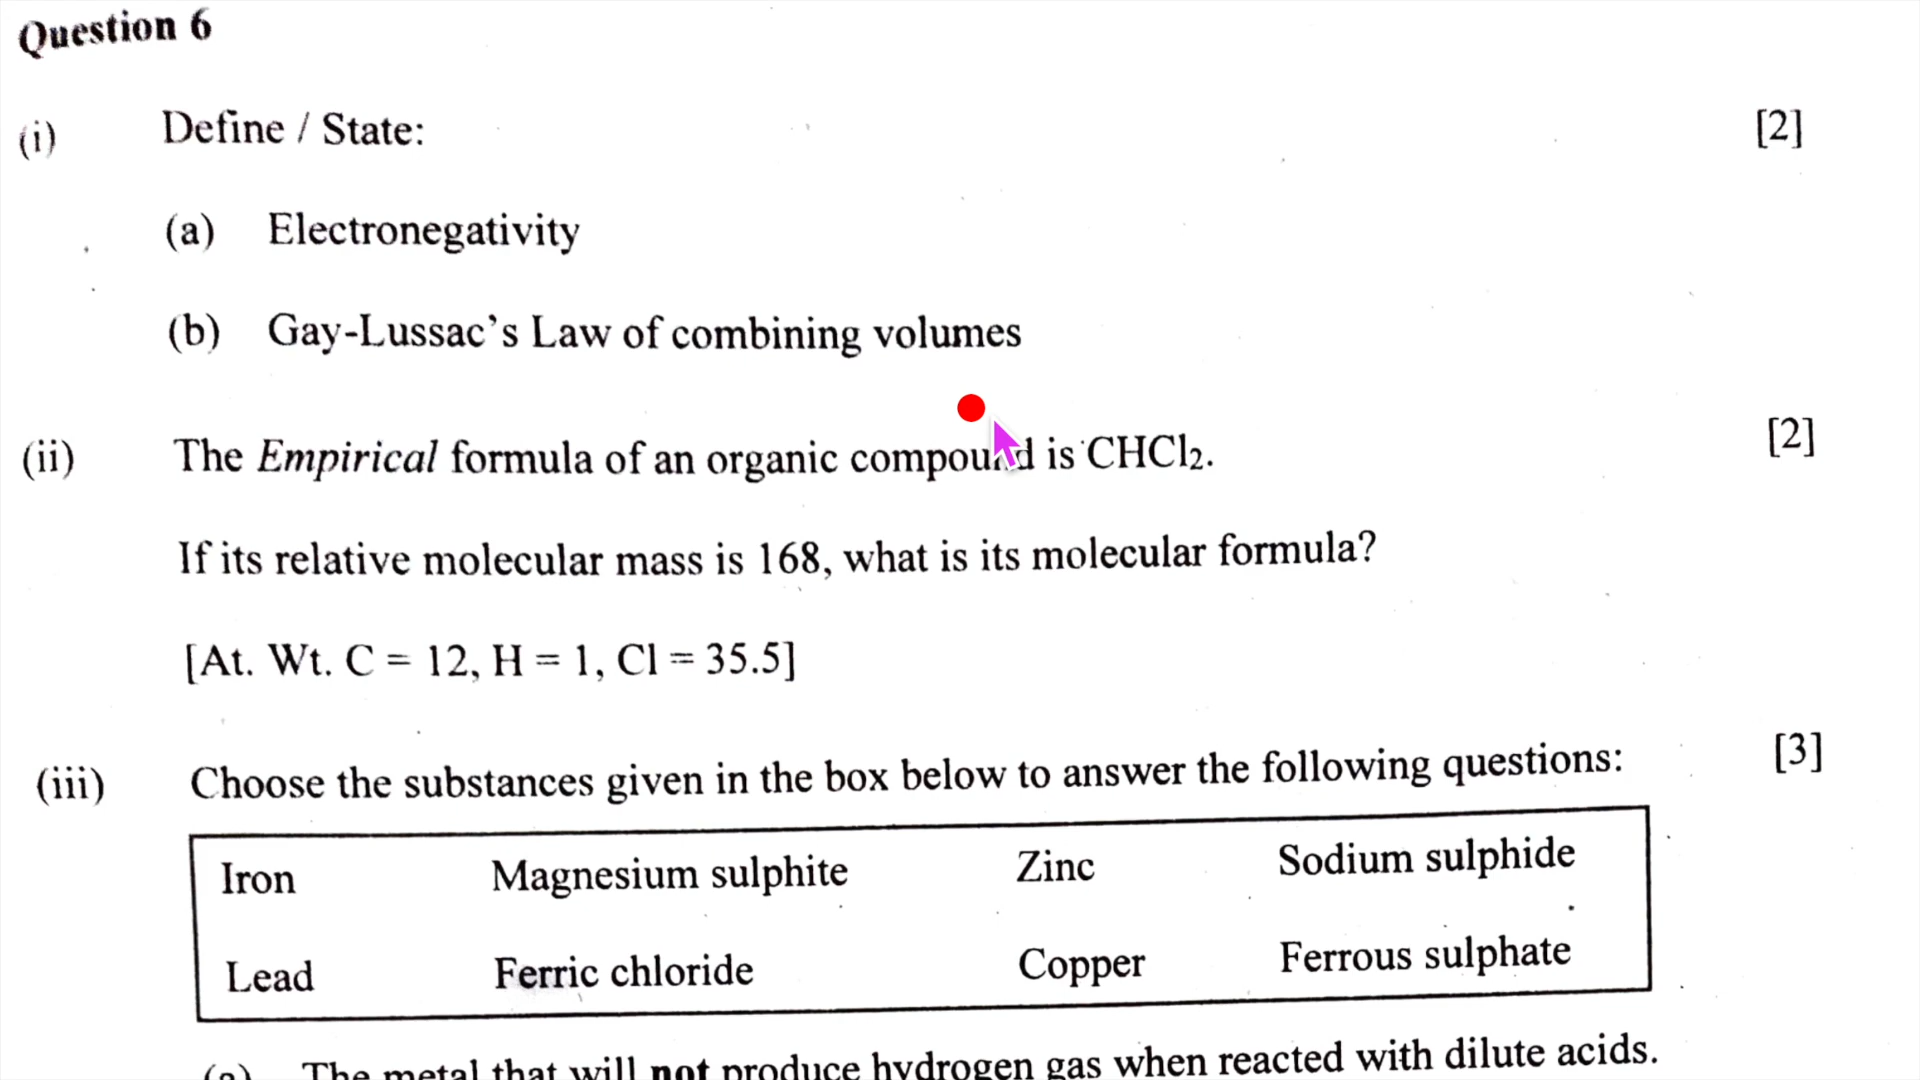 Question 6
(i) Define / State: [2]
(a) Electronegativity
(b) Gay-Lussac's Law of combining volumes
(ii) The Empirical formula of an organic compound is CHCl₂. [2]
If its relative molecular mass is 168, what is its molecular formula?
[At. Wt. C = 12, H = 1, Cl = 35.5]
(iii) Choose the substances given in the box below to answer the following questions: [3]
Iron Magnesium sulphite Zinc Sodium sulphide
Lead Ferric chloride Copper Ferrous sulphate
(a) The metal that will not produce hydrogen gas when reacted with dilute acids.